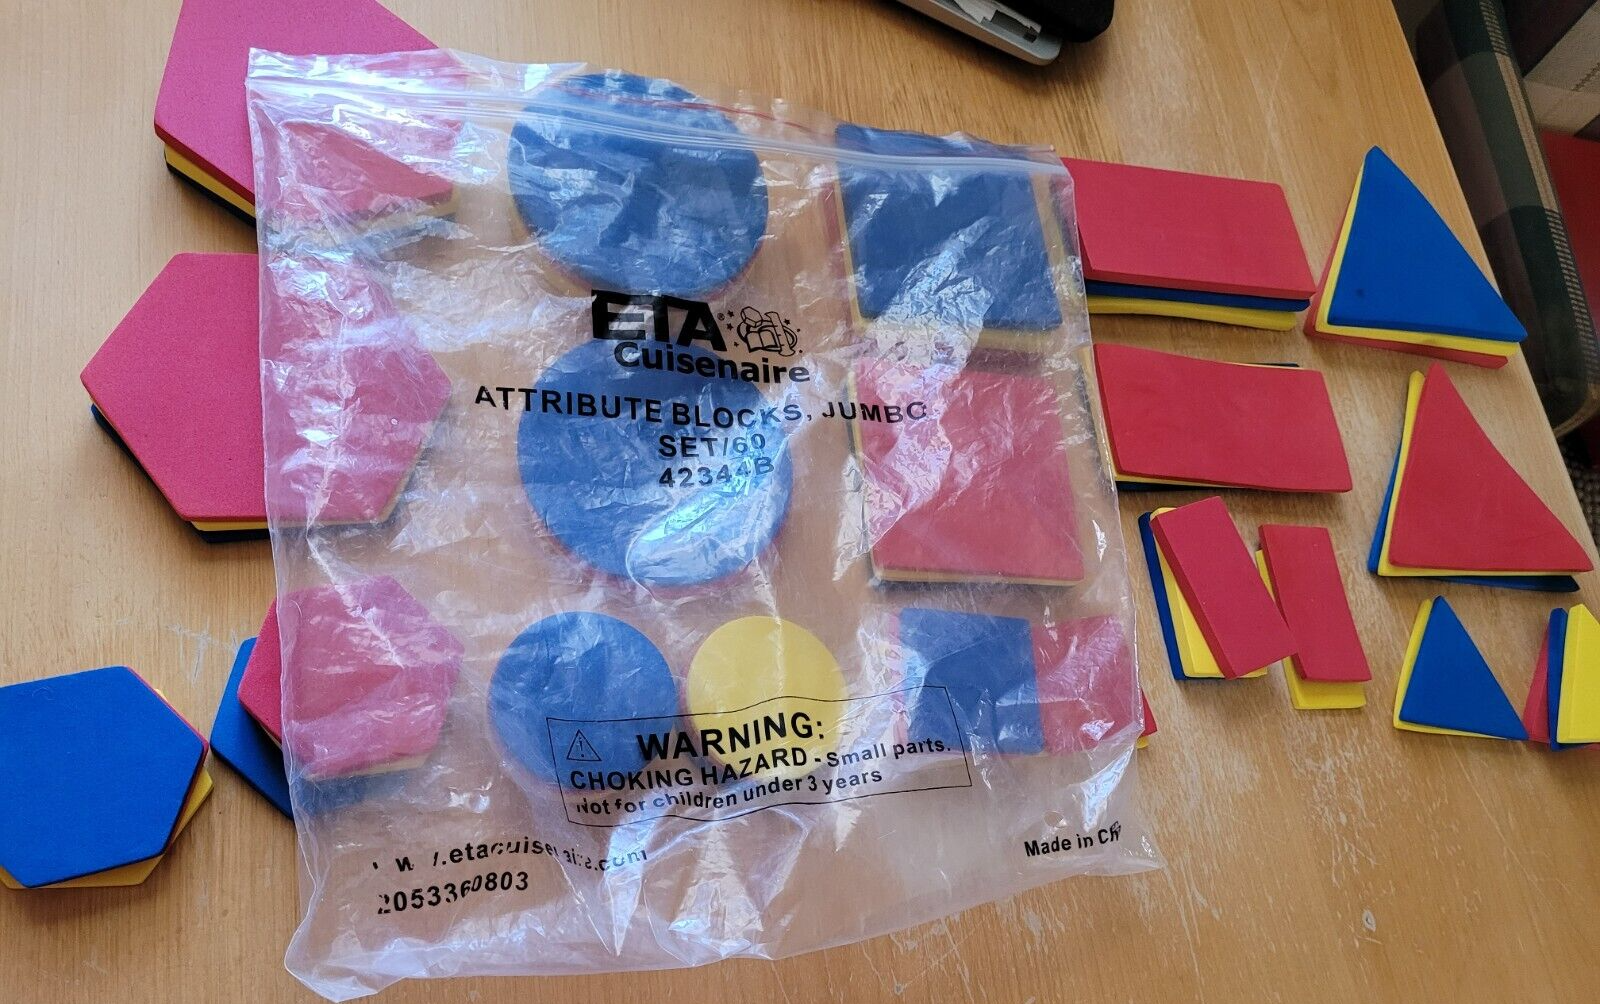 ETA®
Cuisenaire
ATTRIBUTE BLOCKS, JUMBO
SET/60
42344B
WARNING:
CHOKING HAZARD - Small parts.
Not for children under 3 years
Made in
2053360803